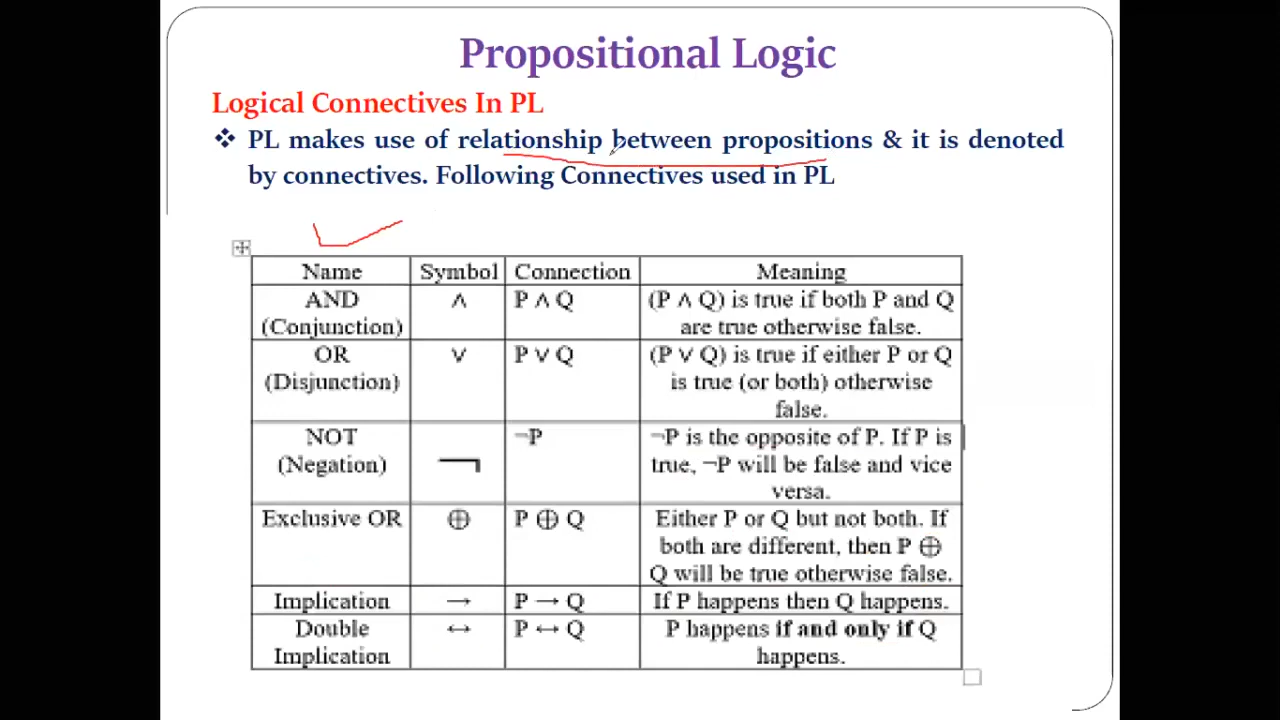 Propositional Logic
Logical Connectives In PL
❖ PL makes use of relationship between propositions & it is denoted
by connectives. Following Connectives used in PL
Name Symbol Connection Meaning
AND
(Conjunction)
∧
P ∧ Q
(P ∧ Q) is true if both P and Q
are true otherwise false.
OR
(Disjunction)
∨
P ∨ Q
(P ∨ Q) is true if either P or Q
is true (or both) otherwise
false.
NOT
(Negation)
¬
¬P
¬P is the opposite of P. If P is
true, ¬P will be false and vice
versa.
Exclusive OR
⊕
P ⊕ Q
Either P or Q but not both. If
both are different, then P ⊕
Q will be true otherwise false.
Implication
→
P → Q
If P happens then Q happens.
Double
Implication
↔
P ↔ Q
P happens if and only if Q
happens.